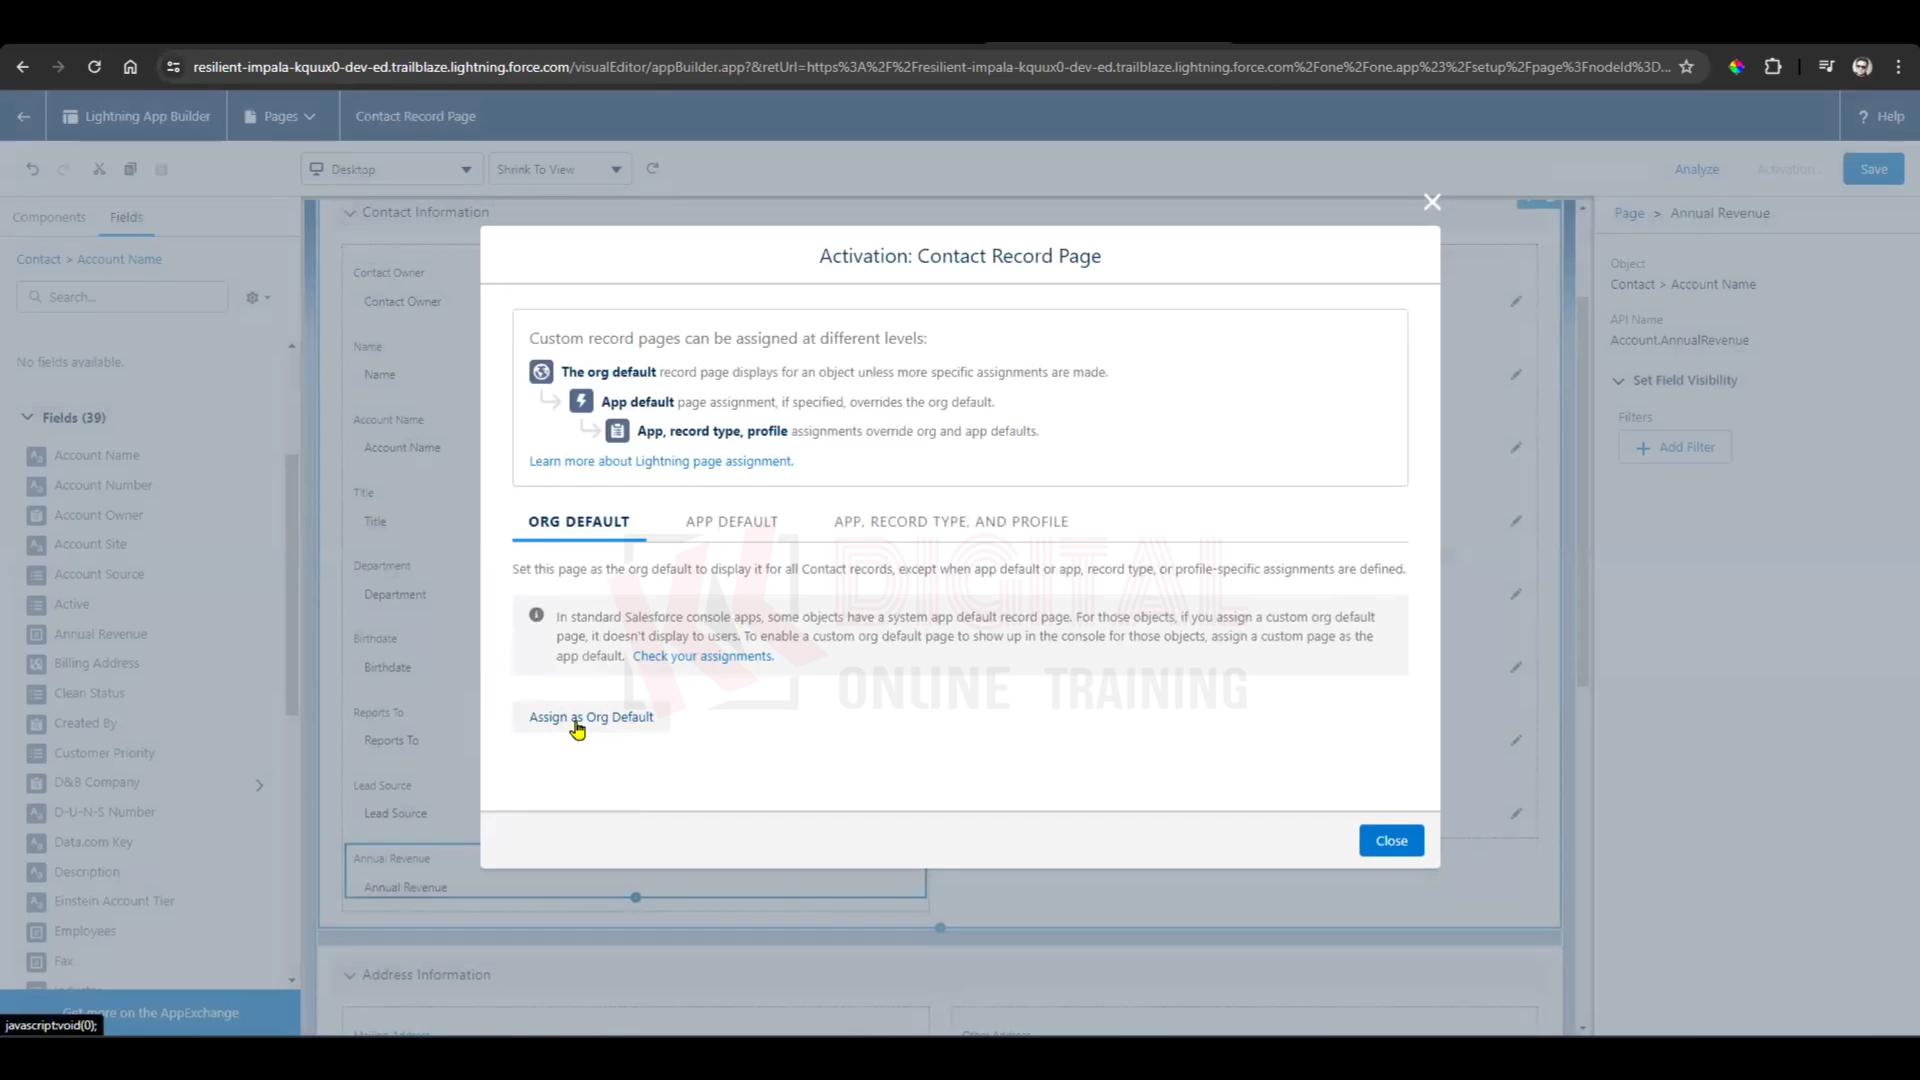 resilient-impala-kquux0-dev-ed.trailblaze.lightning.force.com/visualEditor/appBuilder.app?&retUrl=https%3A%2F%2Fresilient-impala-kquux0-dev-ed.trailblaze.lightning.force.com%2Fone%2Fone.app%23%2Fsetup%2Fpage%3FnodeId%3D...
Lightning App Builder
Pages
Contact Record Page
? Help
Desktop
Shrink To View
Analyze
Activation...
Save
Components
Fields
Contact > Account Name
Search...
No fields available.
Fields (39)
Account Name
Account Number
Account Owner
Account Site
Account Source
Active
Annual Revenue
Billing Address
Clean Status
Created By
Customer Priority
D&B Company
D-U-N-S Number
Data.com Key
Description
Einstein Account Tier
Employees
Fax
Get more on the AppExchange
javascript:void(0);
Contact Information
Contact Owner
Contact Owner
Name
Name
Account Name
Account Name
Title
Title
Department
Department
Birthdate
Birthdate
Reports To
Reports To
Lead Source
Lead Source
Annual Revenue
Annual Revenue
Address Information
Activation: Contact Record Page
Custom record pages can be assigned at different levels:
The org default record page displays for an object unless more specific assignments are made.
App default page assignment, if specified, overrides the org default.
App, record type, profile assignments override org and app defaults.
Learn more about Lightning page assignment.
ORG DEFAULT
APP DEFAULT
APP, RECORD TYPE, AND PROFILE
Set this page as the org default to display it for all Contact records, except when app default or app, record type, or profile-specific assignments are defined.
In standard Salesforce console apps, some objects have a system app default record page. For those objects, if you assign a custom org default
page, it doesn't display to users. To enable a custom org default page to show up in the console for those objects, assign a custom page as the
app default. Check your assignments.
DIGITAL
ONLINE TRAINING
Assign as Org Default
Close
Page > Annual Revenue
Object
Contact > Account Name
API Name
Account.AnnualRevenue
Set Field Visibility
Filters
Add Filter